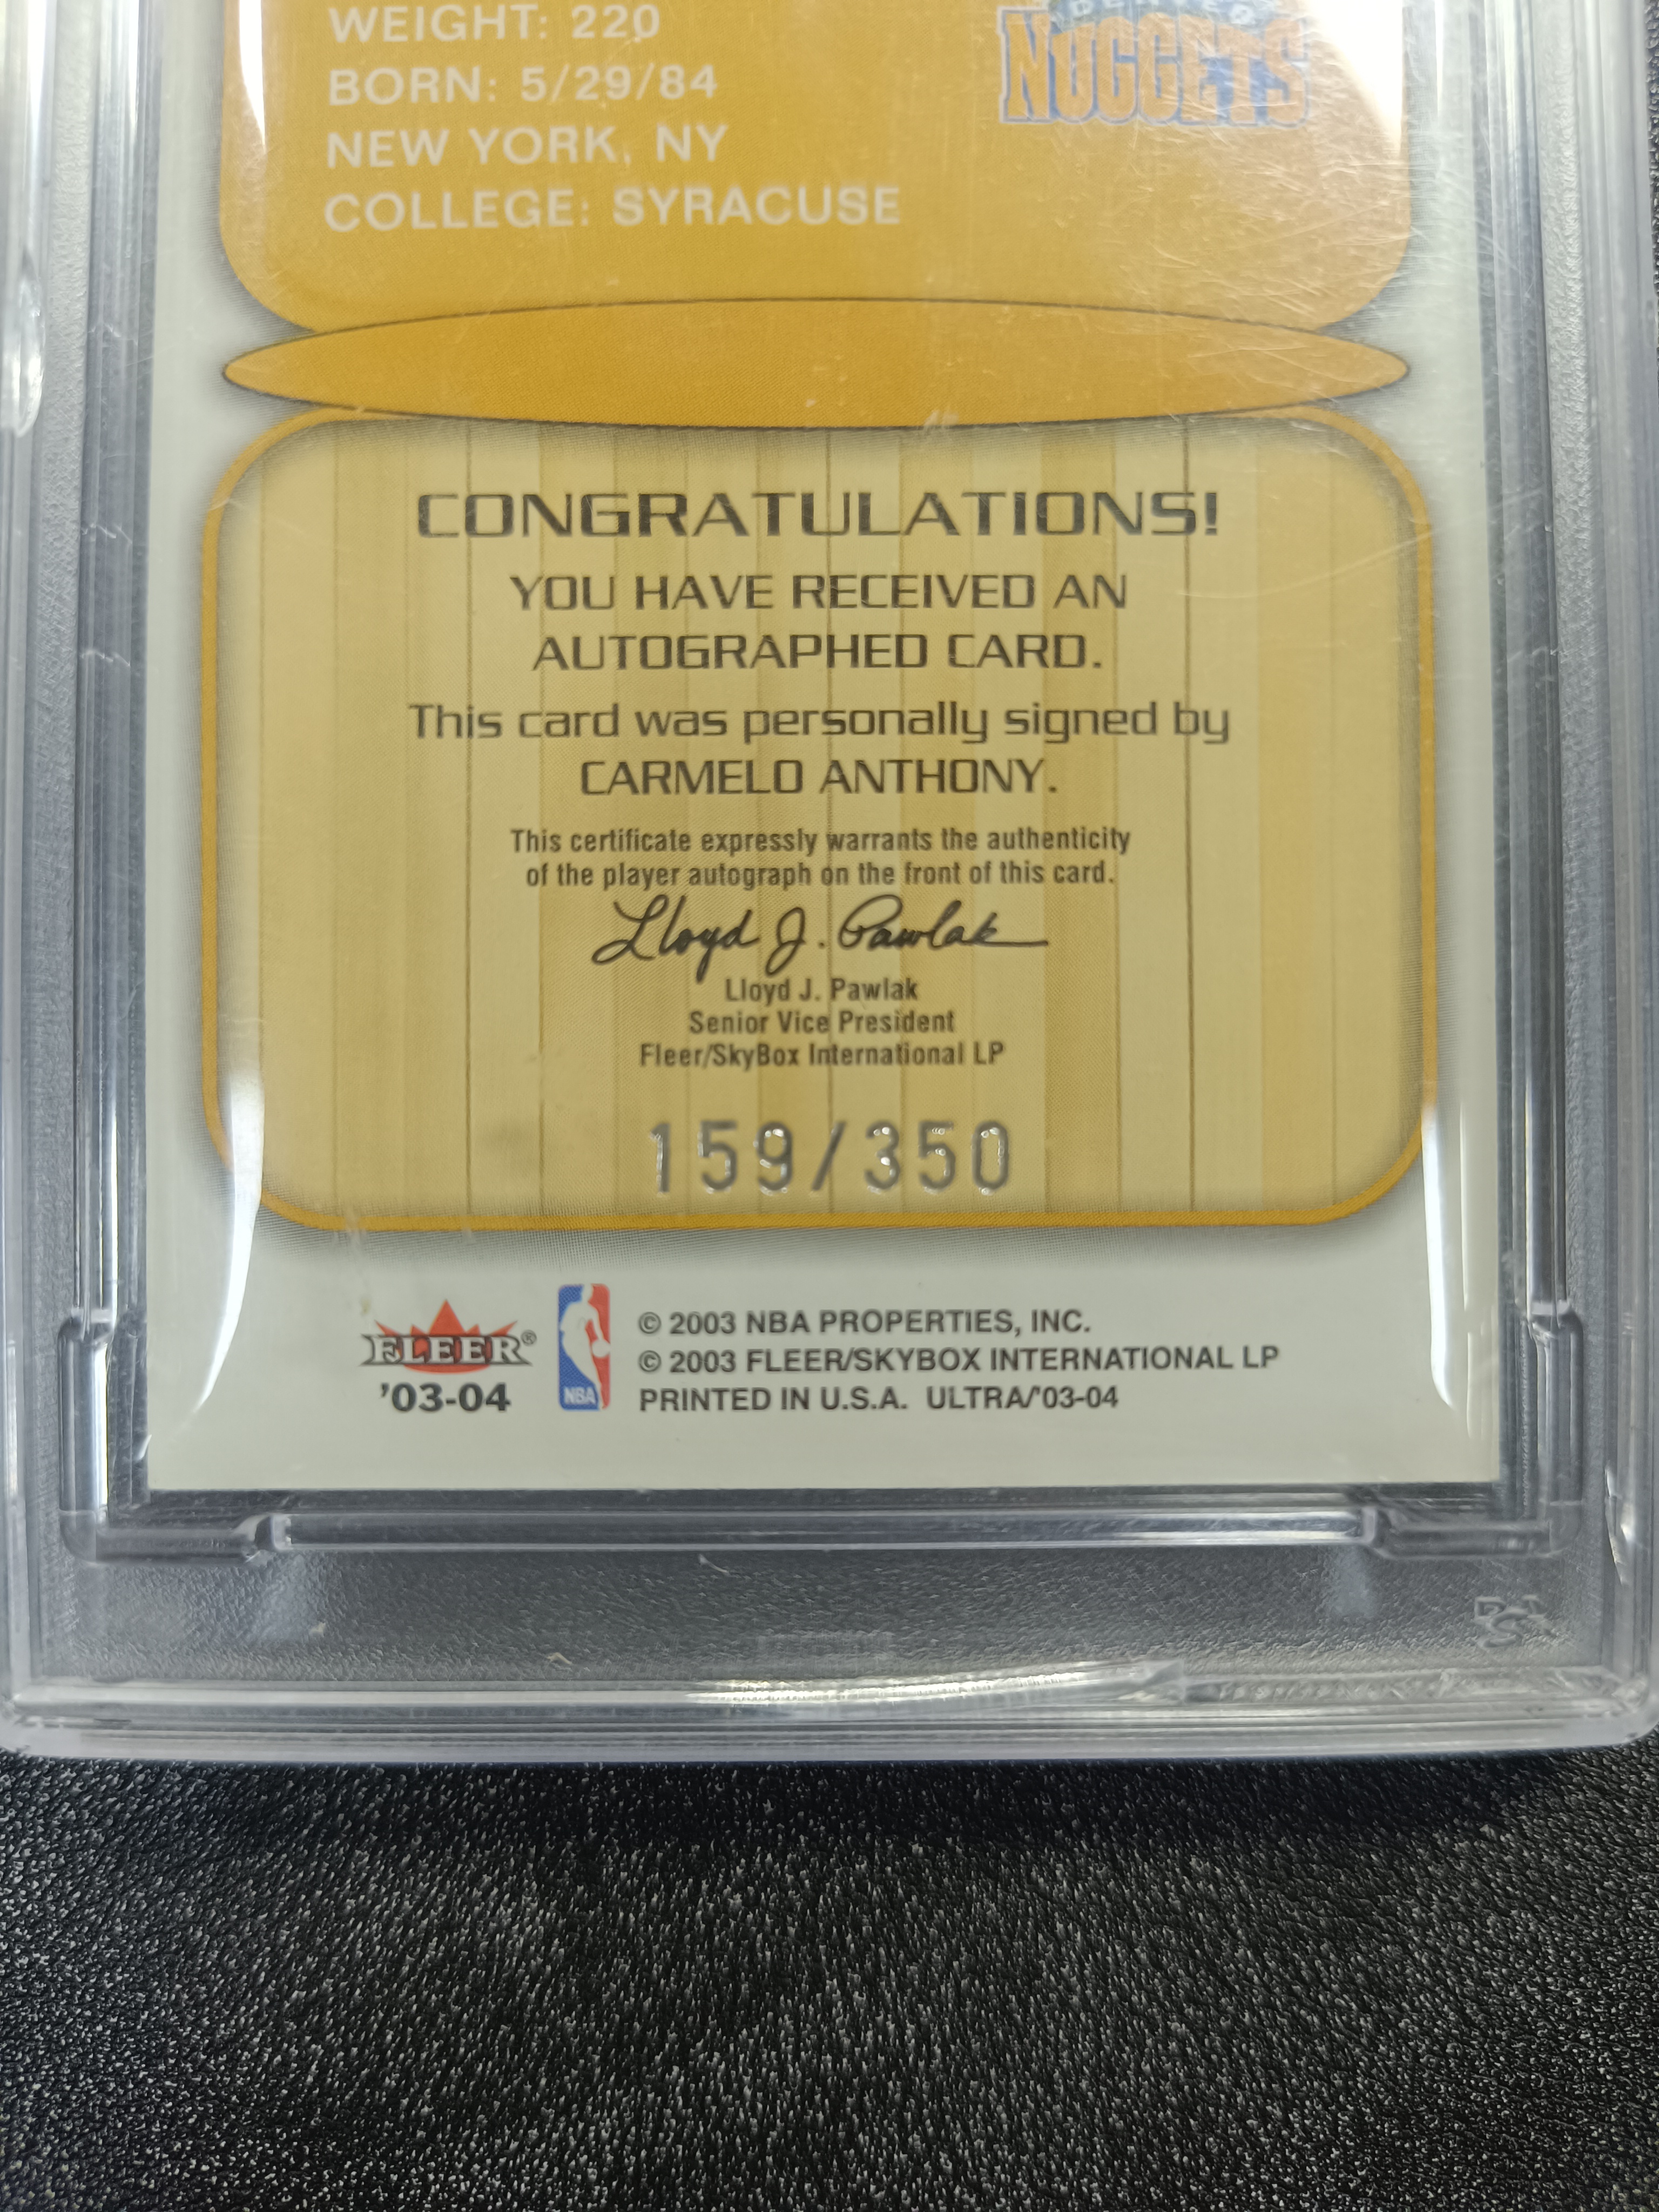 WEIGHT: 220
BORN: 5/29/84
NEW YORK, NY
COLLEGE: SYRACUSE
NUGGETS
CONGRATULATIONS!
YOU HAVE RECEIVED AN
AUTOGRAPHED CARD.
This card was personally signed by
CARMELO ANTHONY.
This certificate expressly warrants the authenticity
of the player autograph on the front of this card.
Lloyd J. Pawlak
Lloyd J. Pawlak
Senior Vice President
Fleer/SkyBox International LP
159/350
FLEER®
'03-04
NBA
© 2003 NBA PROPERTIES, INC.
© 2003 FLEER/SKYBOX INTERNATIONAL LP
PRINTED IN U.S.A. ULTRA/'03-04